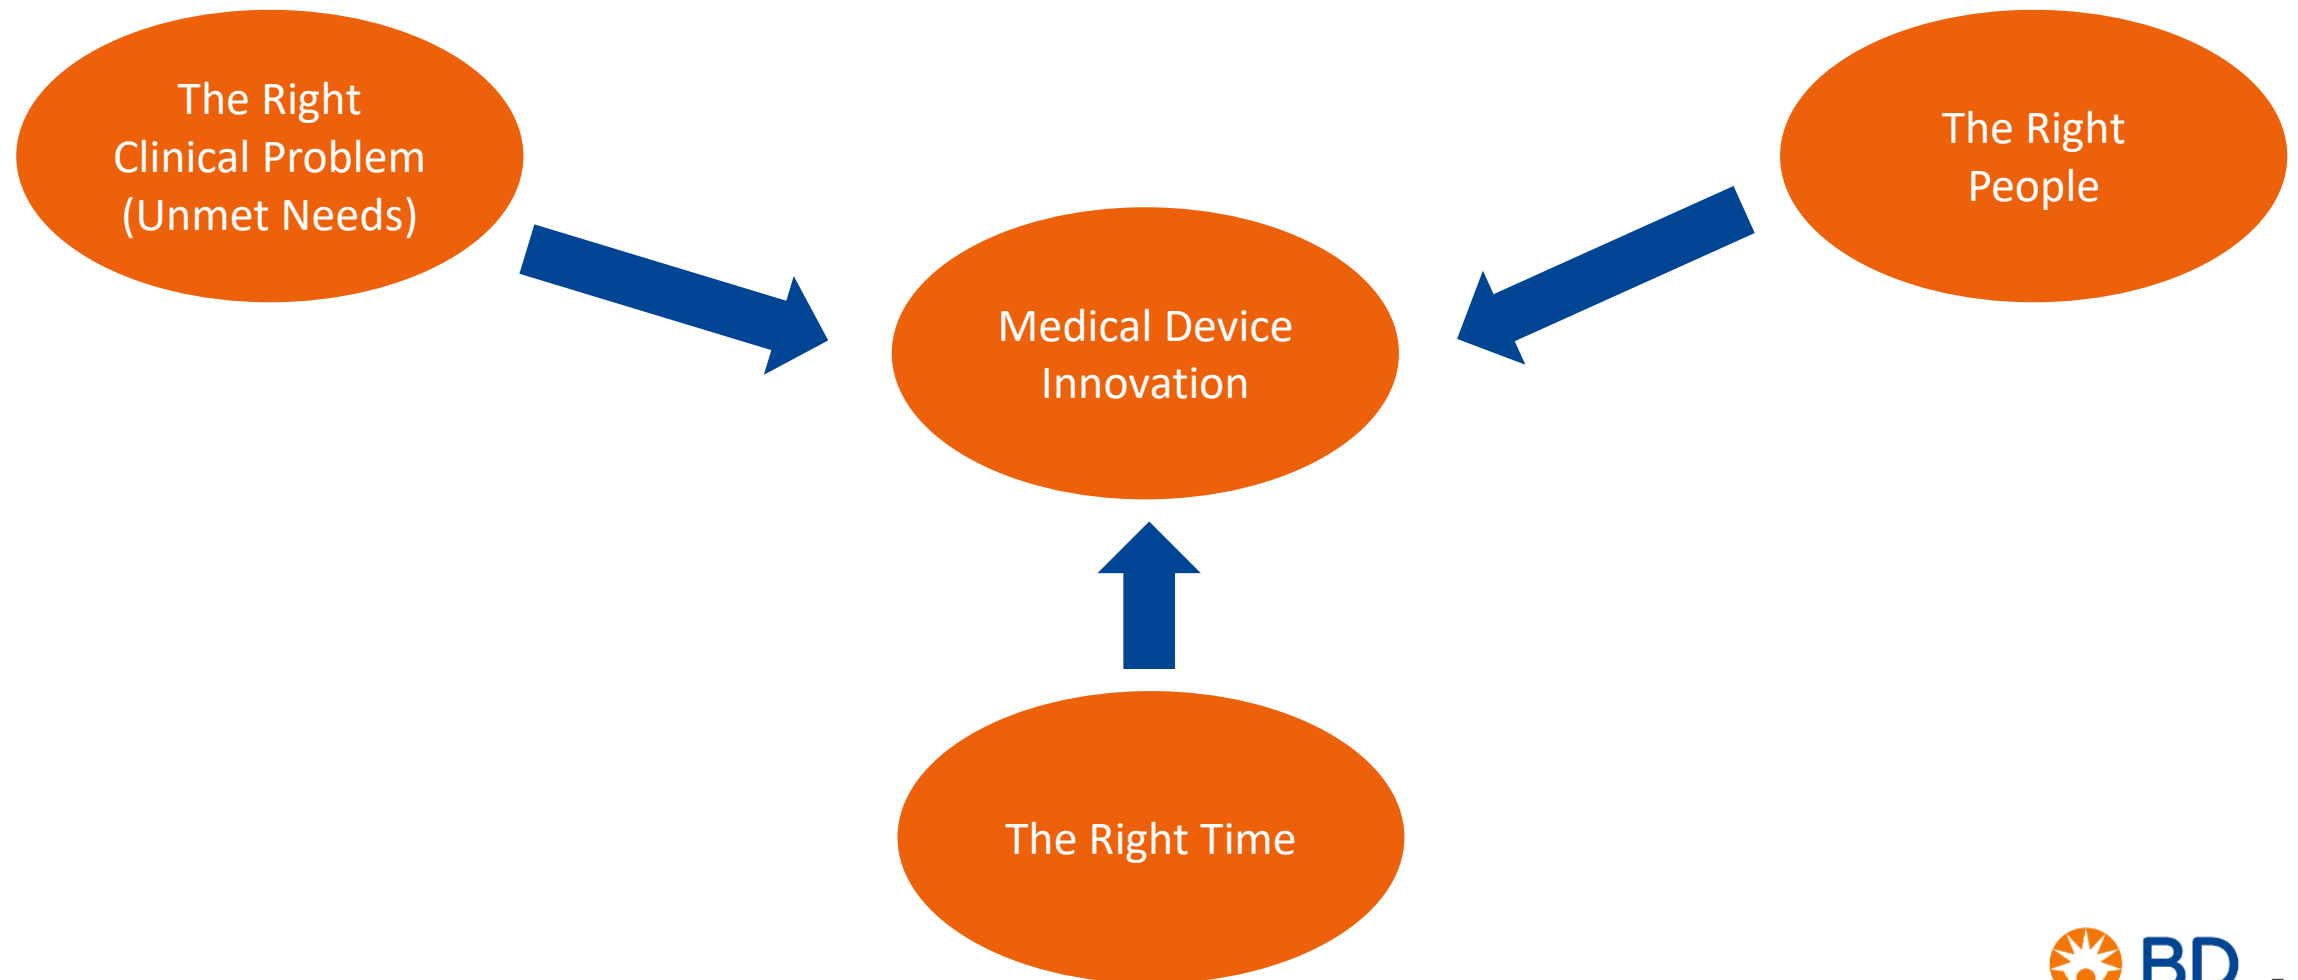 The Right
Clinical Problem
(Unmet Needs)
The Right
People
Medical Device
Innovation
The Right Time
BD